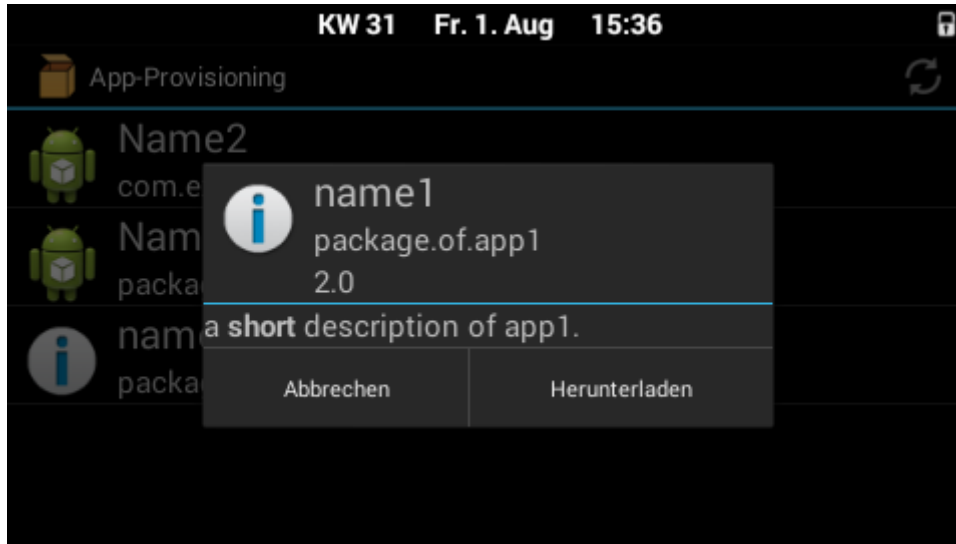 KW 31 Fr. 1. Aug 15:36
App-Provisioning
Name2
com.e
Nam
packa
nam
packa
name1
package.of.app1
2.0
a short description of app1.
Abbrechen Herunterladen